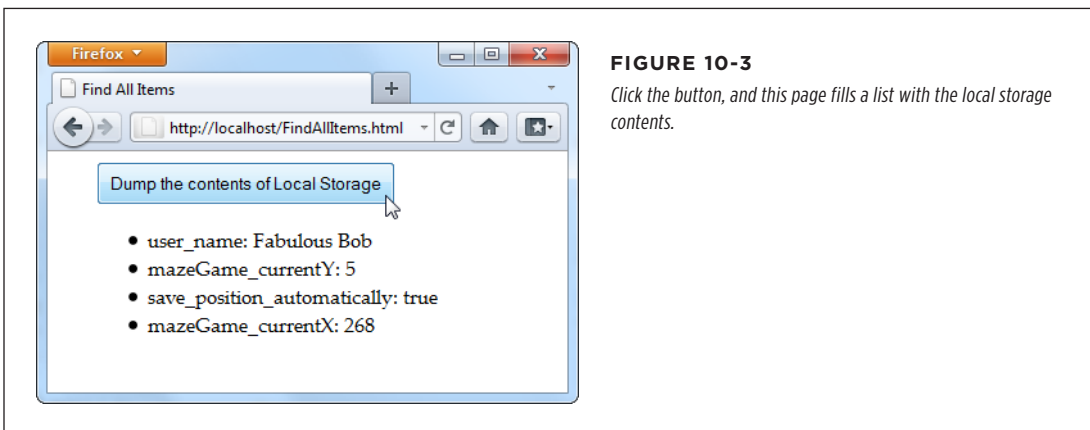 Firefox
Find All Items
http://localhost/FindAllItems.html
Dump the contents of Local Storage
• user_name: Fabulous Bob
• mazeGame_currentY: 5
• save_position_automatically: true
• mazeGame_currentX: 268
FIGURE 10-3
Click the button, and this page fills a list with the local storage
contents.